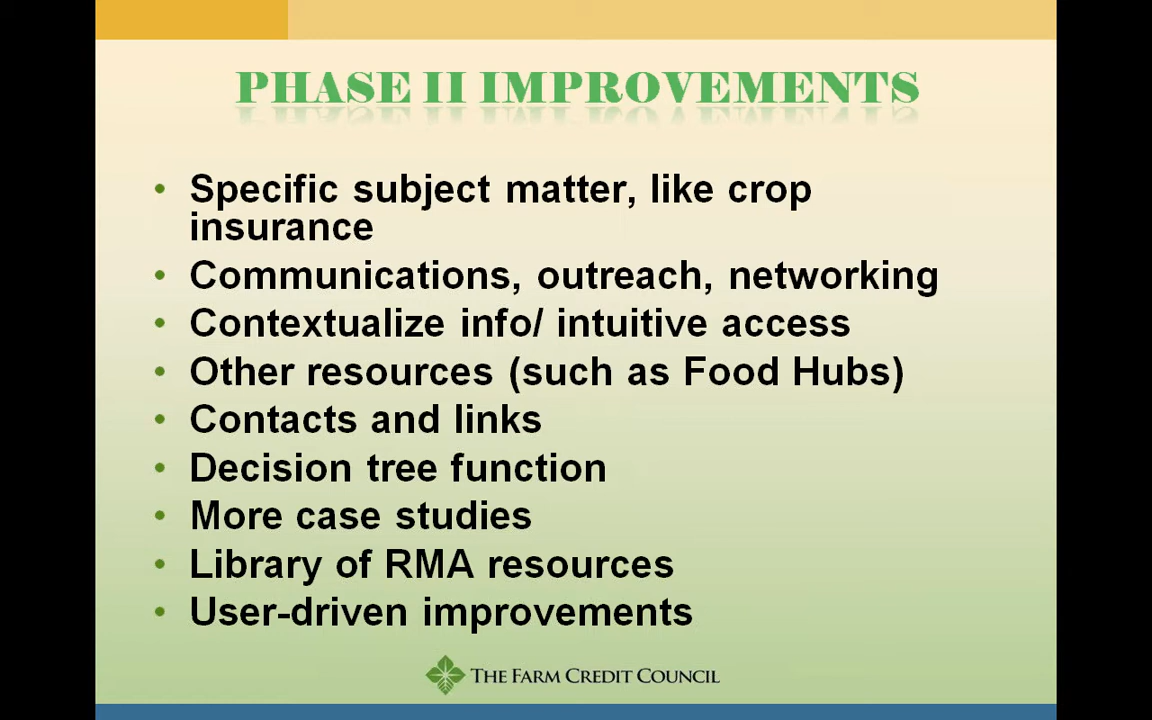 PHASE II IMPROVEMENTS
• Specific subject matter, like crop
insurance
• Communications, outreach, networking
• Contextualize info/ intuitive access
• Other resources (such as Food Hubs)
• Contacts and links
• Decision tree function
• More case studies
• Library of RMA resources
• User-driven improvements
THE FARM CREDIT COUNCIL